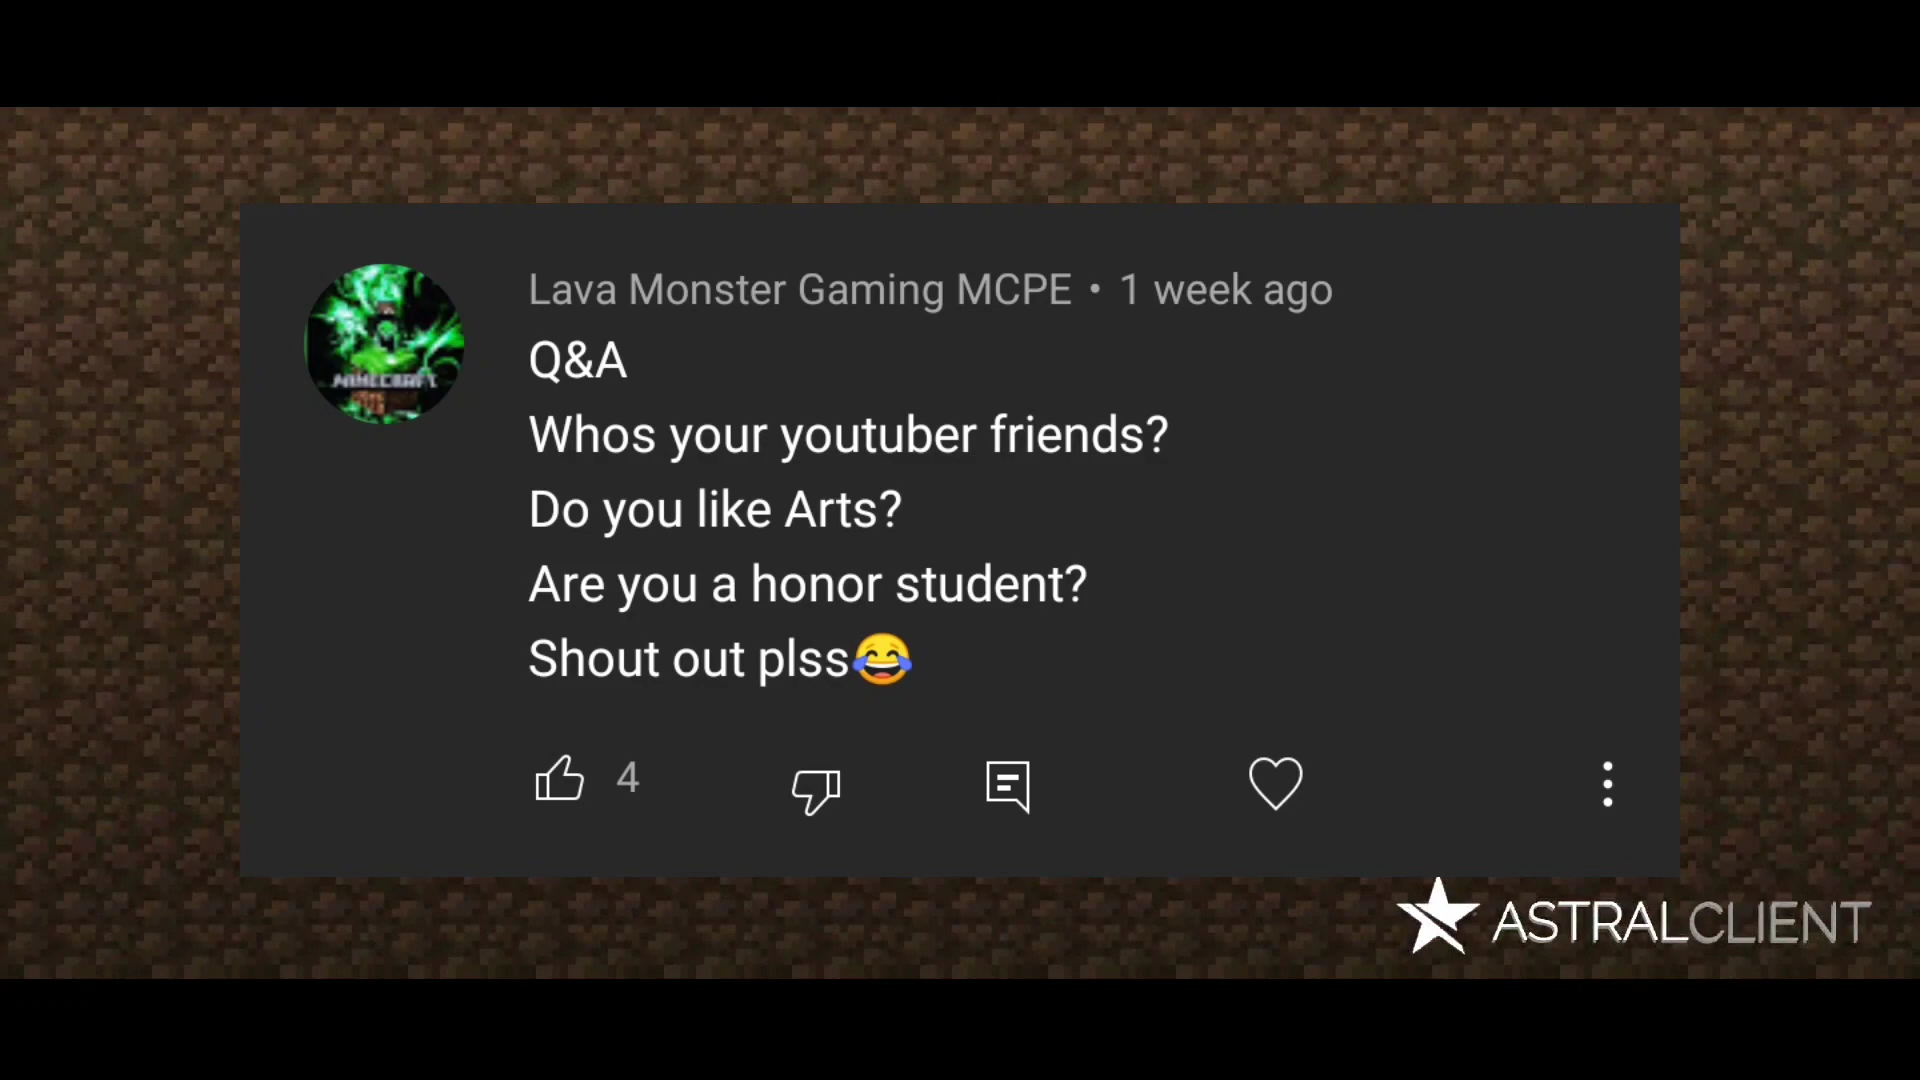 Lava Monster Gaming MCPE • 1 week ago
Q&A
Whos your youtuber friends?
Do you like Arts?
Are you a honor student?
Shout out plss😂
4
MINECRAFT
ASTRALCLIENT